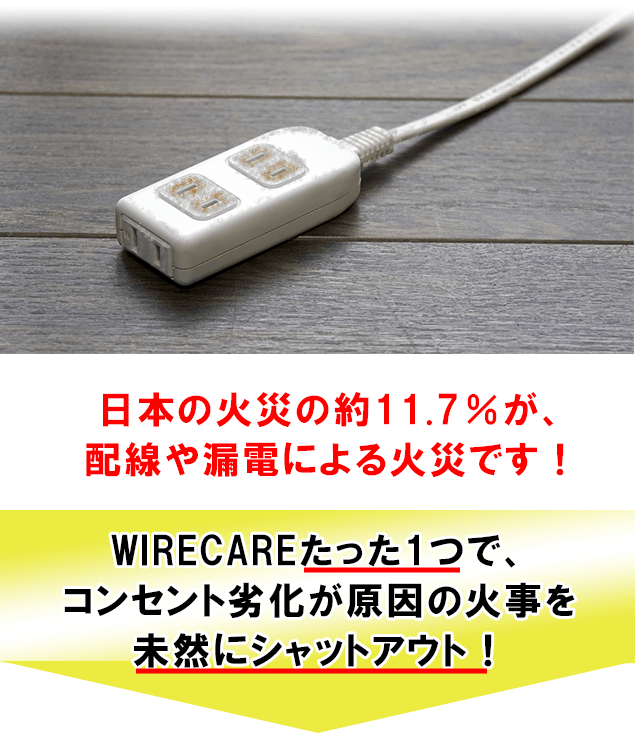 日本の火災の約11.7%が、
配線や漏電による火災です！
WIRECAREたった1つで、
コンセント劣化が原因の火事を
未然にシャットアウト！